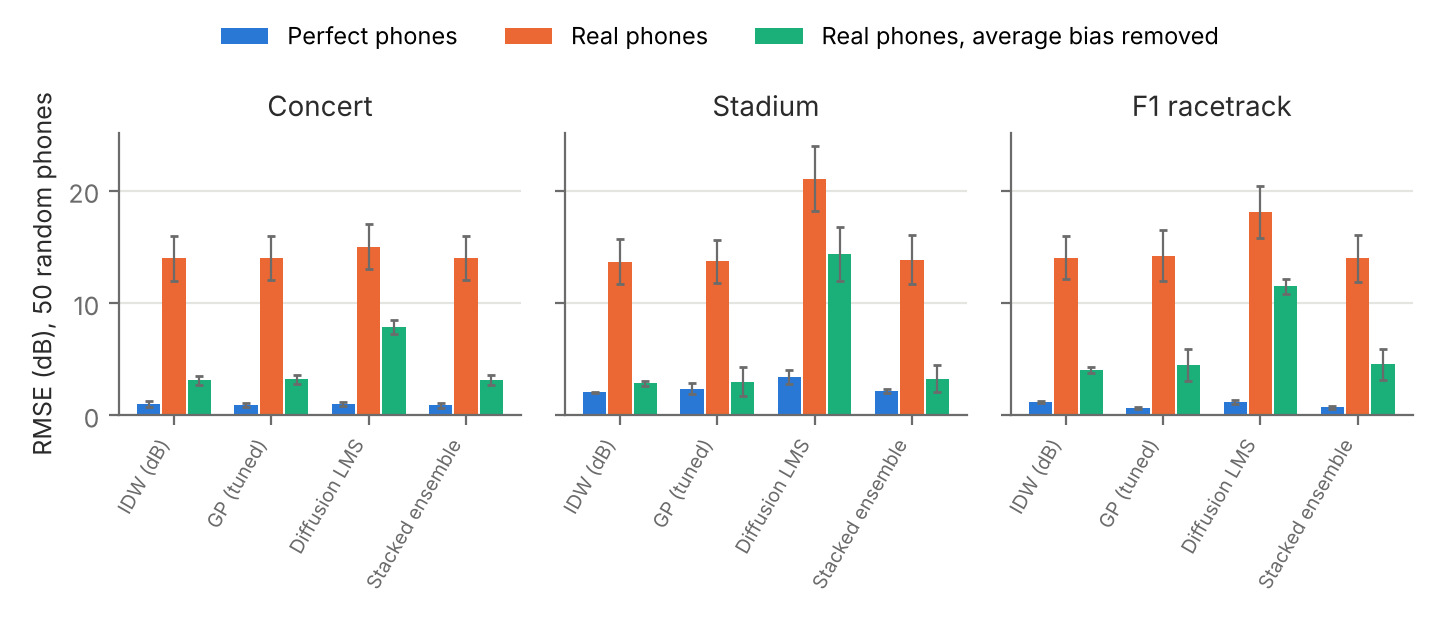 Perfect phones
Real phones
Real phones, average bias removed
RMSE (dB), 50 random phones
Concert
Stadium
F1 racetrack
20
10
0
IDW (dB)
GP (tuned)
Diffusion LMS
Stacked ensemble
IDW (dB)
GP (tuned)
Diffusion LMS
Stacked ensemble
IDW (dB)
GP (tuned)
Diffusion LMS
Stacked ensemble